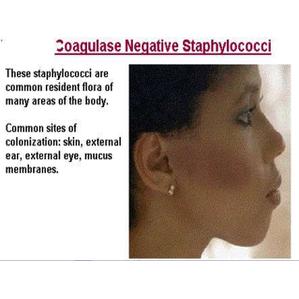 Coagulase Negative Staphylococci
These staphylococci are
common resident flora of
many areas of the body.
Common sites of
colonization: skin, external
ear, external eye, mucus
membranes.